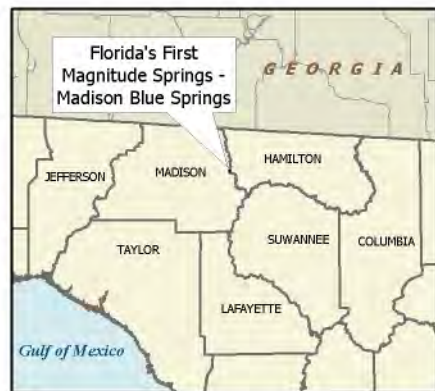 Florida's First
Magnitude Springs -
Madison Blue Springs
GEORGIA
JEFFERSON
MADISON
HAMILTON
TAYLOR
SUWANNEE
COLUMBIA
LAFAYETTE
Gulf of Mexico